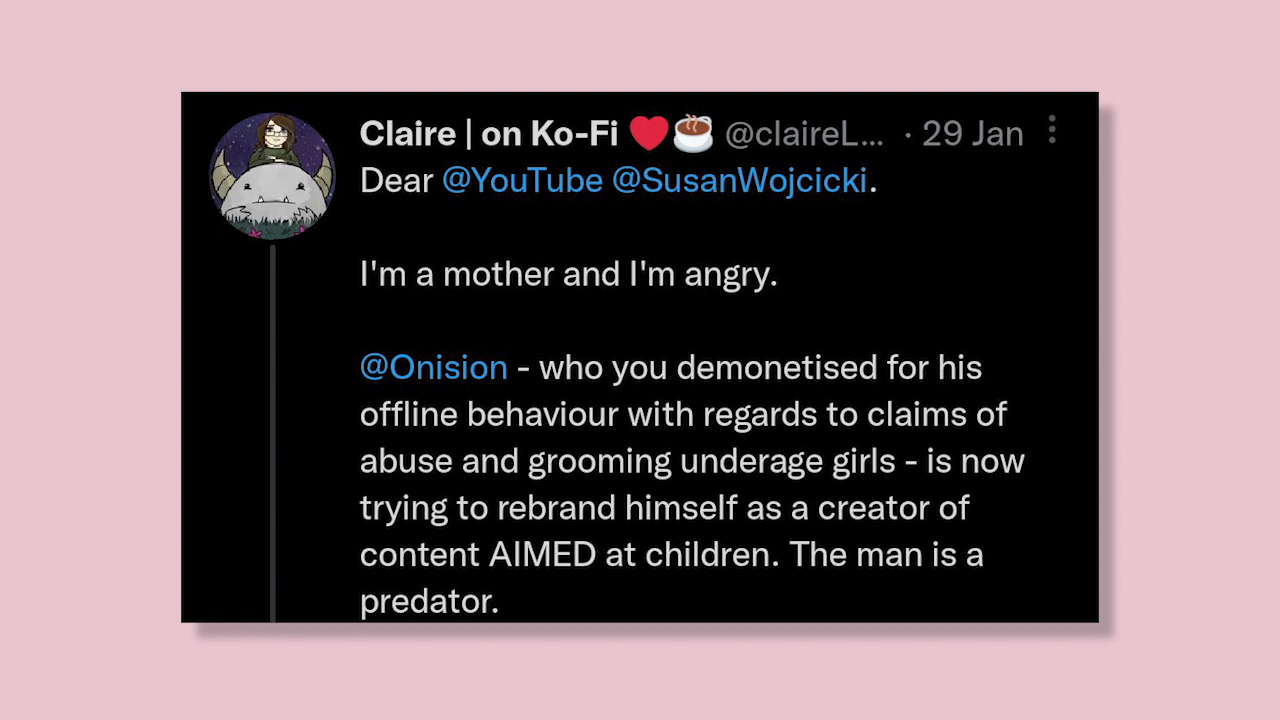 Claire | on Ko-Fi ❤️☕ @claireL... · 29 Jan
Dear @YouTube @SusanWojcicki.
I'm a mother and I'm angry.
@Onision - who you demonetised for his
offline behaviour with regards to claims of
abuse and grooming underage girls - is now
trying to rebrand himself as a creator of
content AIMED at children. The man is a
predator.